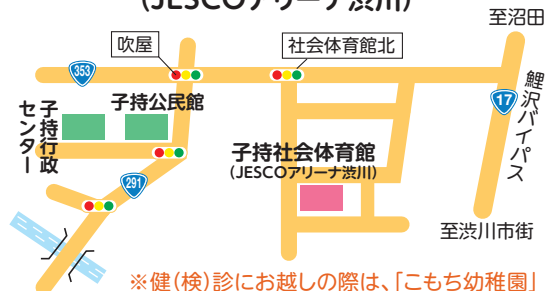 (JESCOアリーナ渋川)
至沼田
吹屋
社会体育館北
353
17
鯉沢バイパス
子持公民館
子持行政
センター
子持社会体育館
(JESCOアリーナ渋川)
291
至渋川市街
※健(検)診にお越しの際は、「こもち幼稚園」